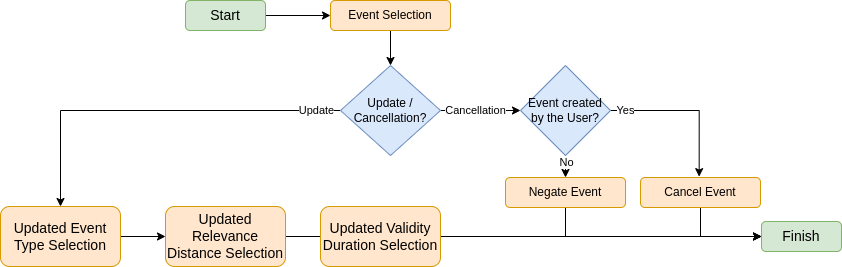 Start
Event Selection
Update /
Cancellation?
Update
Cancellation
Event created
by the User?
Yes
No
Negate Event
Cancel Event
Updated Event
Type Selection
Updated
Relevance
Distance Selection
Updated Validity
Duration Selection
Finish